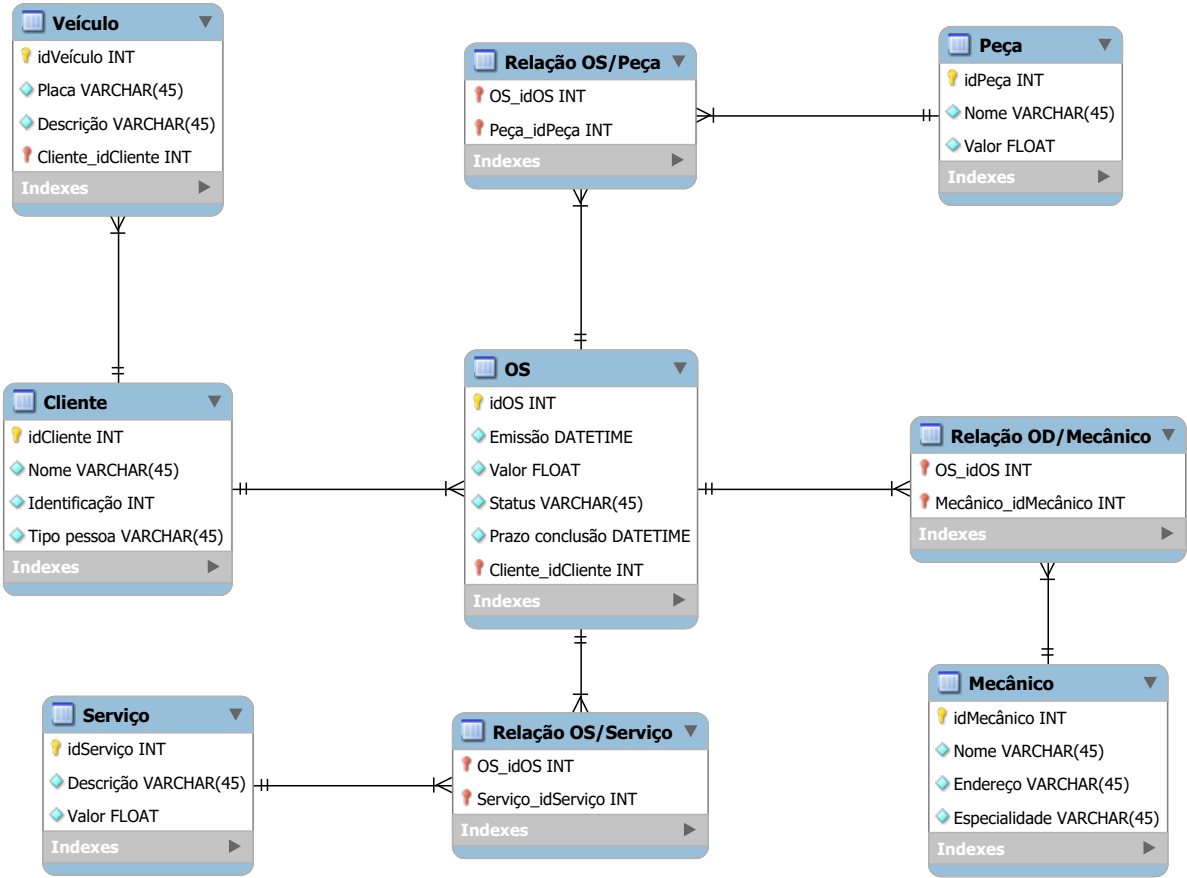 Veículo
idVeículo INT
Placa VARCHAR(45)
Descrição VARCHAR(45)
Cliente_idCliente INT
Indexes
Relação OS/Peça
OS_idOS INT
Peça_idPeça INT
Indexes
Peça
idPeça INT
Nome VARCHAR(45)
Valor FLOAT
Indexes
Cliente
idCliente INT
Nome VARCHAR(45)
Identificação INT
Tipo pessoa VARCHAR(45)
Indexes
OS
idOS INT
Emissão DATETIME
Valor FLOAT
Status VARCHAR(45)
Prazo conclusão DATETIME
Cliente_idCliente INT
Indexes
Relação OD/Mecânico
OS_idOS INT
Mecânico_idMecânico INT
Indexes
Serviço
idServiço INT
Descrição VARCHAR(45)
Valor FLOAT
Indexes
Relação OS/Serviço
OS_idOS INT
Serviço_idServiço INT
Indexes
Mecânico
idMecânico INT
Nome VARCHAR(45)
Endereço VARCHAR(45)
Especialidade VARCHAR(45)
Indexes